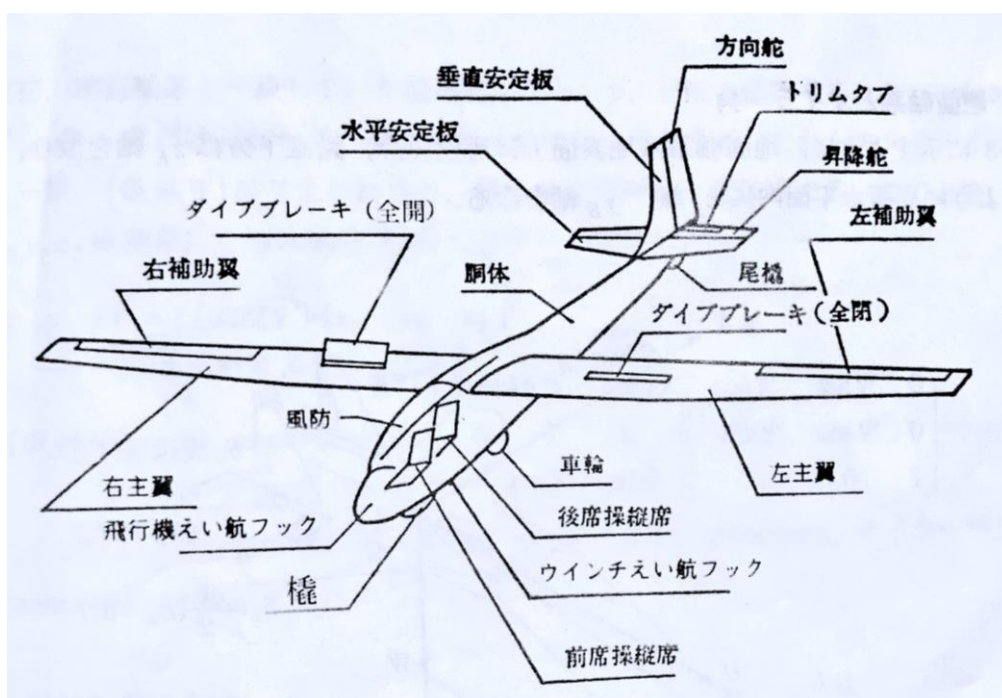 方向舵
垂直安定板
トリムタブ
水平安定板
昇降舵
ダイブブレーキ(全開)
左補助翼
右補助翼
胴体
尾橇
ダイブブレーキ(全閉)
風防
車輪
左主翼
右主翼
飛行機えい航フック
後席操縦席
橇
ウインチえい航フック
前席操縦席